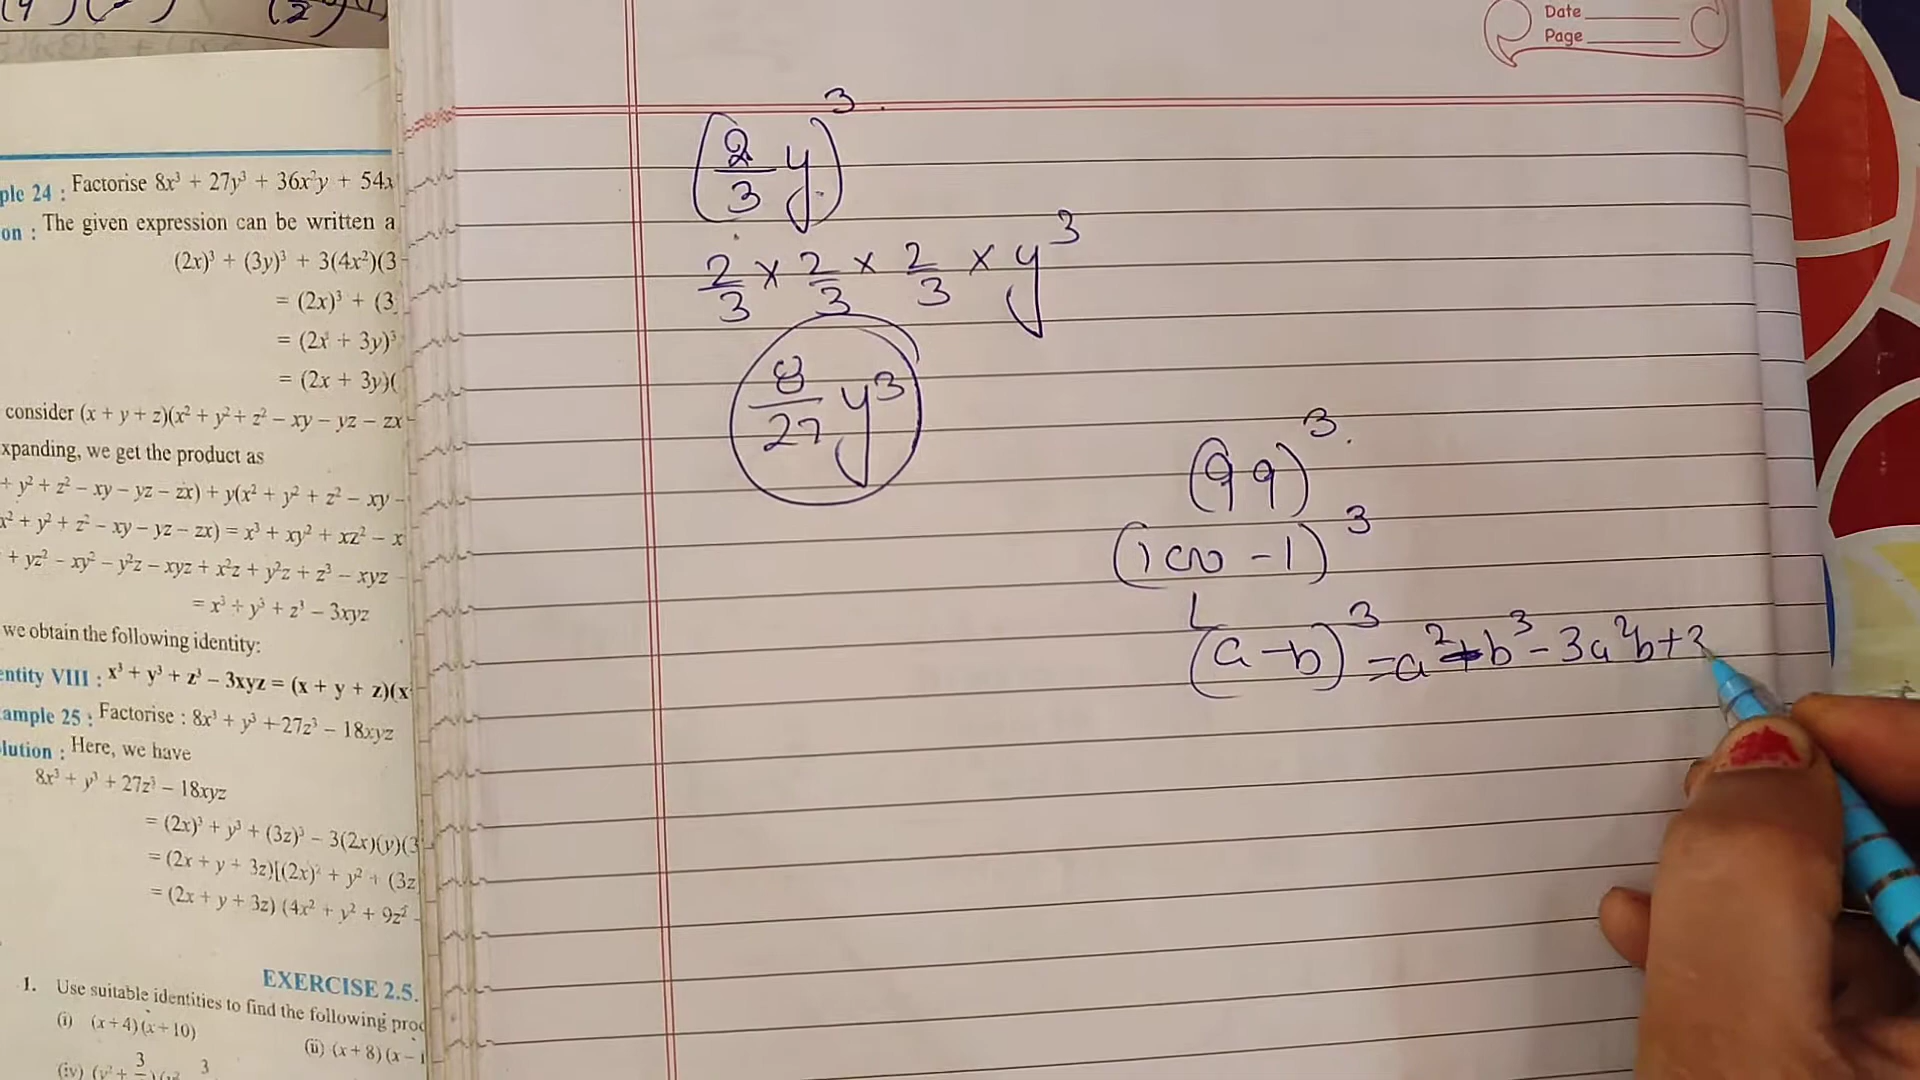 ple 24 : Factorise 8x³ + 27y³ + 36x²y + 54x
on : The given expression can be written a
(2x)³ + (3y)³ + 3(4x²)(3
= (2x)³ + (3
= (2x + 3y)³
= (2x + 3y)(
consider (x + y + z)(x² + y² + z² – xy – yz – zx
xpanding, we get the product as
+ y² + z² – xy – yz – zx) + y(x² + y² + z² – xy –
x² + y² + z² – xy – yz – zx) = x³ + xy² + xz² – x
+ yz² – xy² – y²z – xyz + x²z + y²z + z³ – xyz
= x³ + y³ + z³ – 3xyz
we obtain the following identity:
entity VIII : x³ + y³ + z³ – 3xyz = (x + y + z)(x
ample 25 : Factorise : 8x³ + y³ + 27z³ – 18xyz
lution : Here, we have
8x³ + y³ + 27z³ – 18xyz
= (2x)³ + y³ + (3z)³ – 3(2x)(y)(3
= (2x + y + 3z)[(2x)² + y² + (3z
= (2x + y + 3z) (4x² + y² + 9z²
EXERCISE 2.5.
1. Use suitable identities to find the following prod
(i) (x + 4) (x + 10)
(ii) (x + 8) (x –
Date
Page
(2/3 y)³
2/3 × 2/3 × 2/3 × y³
8/27 y³
(99)³
(100 - 1)³
(a - b)³ = a² + b³ - 3a²b + 3